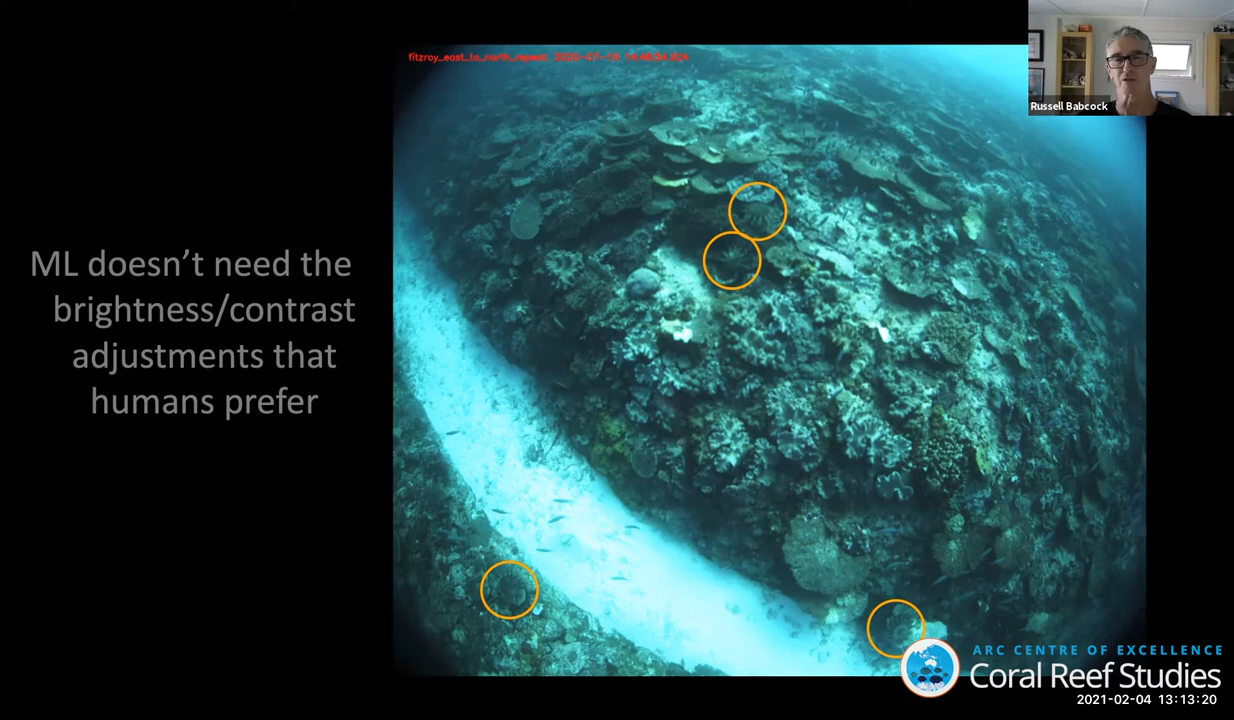 fitzroy_east_to_north_repeat:
Russell Babcock
ML doesn't need the
brightness/contrast
adjustments that
humans prefer
ARC CENTRE OF EXCELLENCE
Coral Reef Studies
2021-02-04 13:13:20